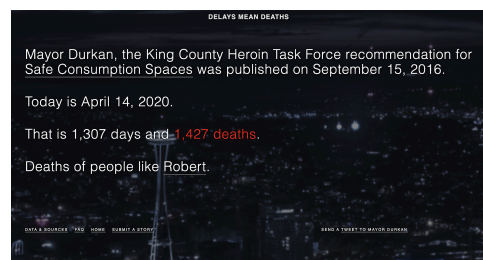 DELAYS MEAN DEATHS
Mayor Durkan, the King County Heroin Task Force recommendation for
Safe Consumption Spaces was published on September 15, 2016.
Today is April 14, 2020.
That is 1,307 days and 1,427 deaths.
Deaths of people like Robert.
DATA & SOURCES FAQ HOME SUBMIT A STORY SEND A TWEET TO MAYOR DURKAN